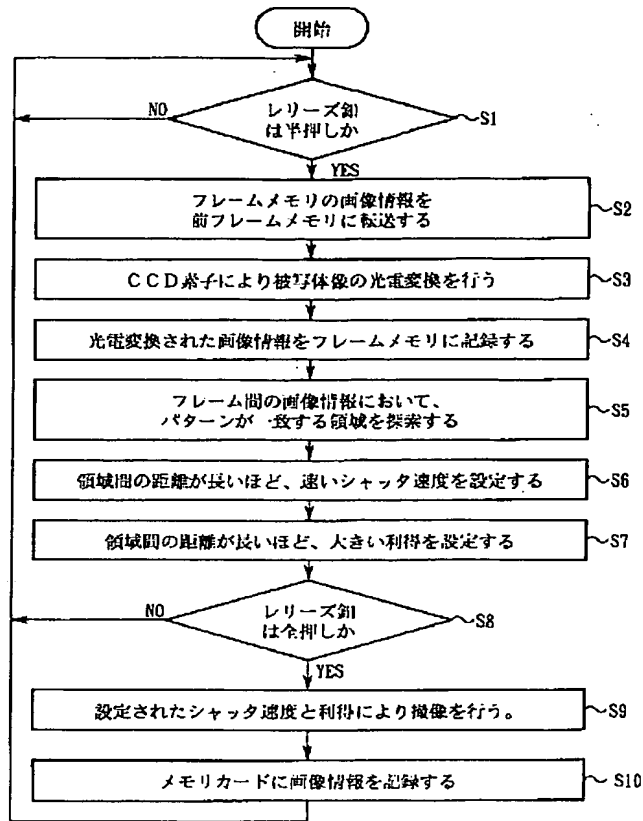 開始
レリーズ釦
は半押しか
NO
S1
YES
フレームメモリの画像情報を
前フレームメモリに転送する
S2
CCD素子により被写体像の光電変換を行う
S3
光電変換された画像情報をフレームメモリに記録する
S4
フレーム間の画像情報において、
パターンが一致する領域を探索する
S5
領域間の距離が長いほど、速いシャッタ速度を設定する
S6
領域間の距離が長いほど、大きい利得を設定する
S7
レリーズ釦
は全押しか
NO
S8
YES
設定されたシャッタ速度と利得により撮像を行う。
S9
メモリカードに画像情報を記録する
S10